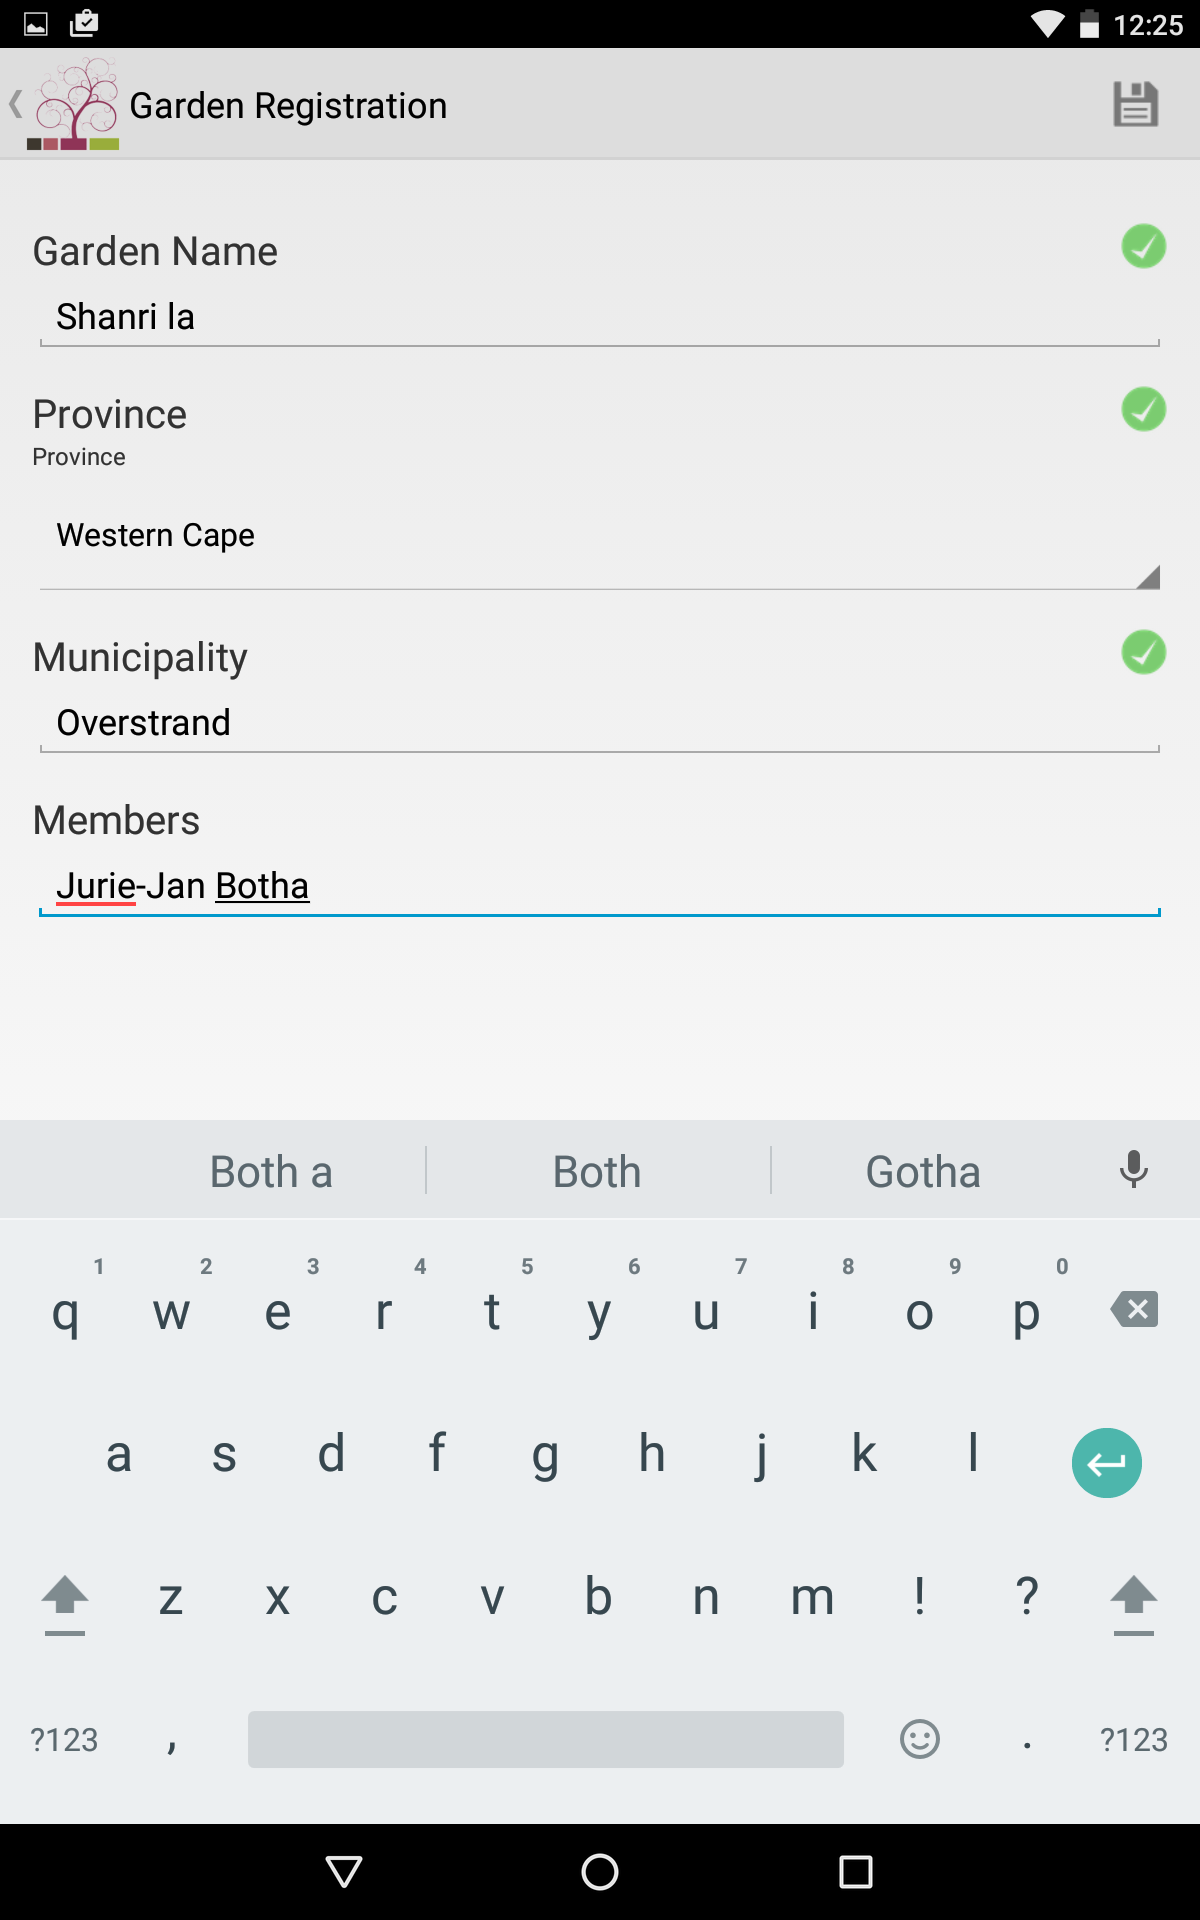 12:25
Garden Registration
Garden Name
Shanri la
Province
Province
Western Cape
Municipality
Overstrand
Members
Jurie-Jan Botha
Both a Both Gotha
1 2 3 4 5 6 7 8 9 0
q w e r t y u i o p
a s d f g h j k l
z x c v b n m ! ?
?123 , . ?123